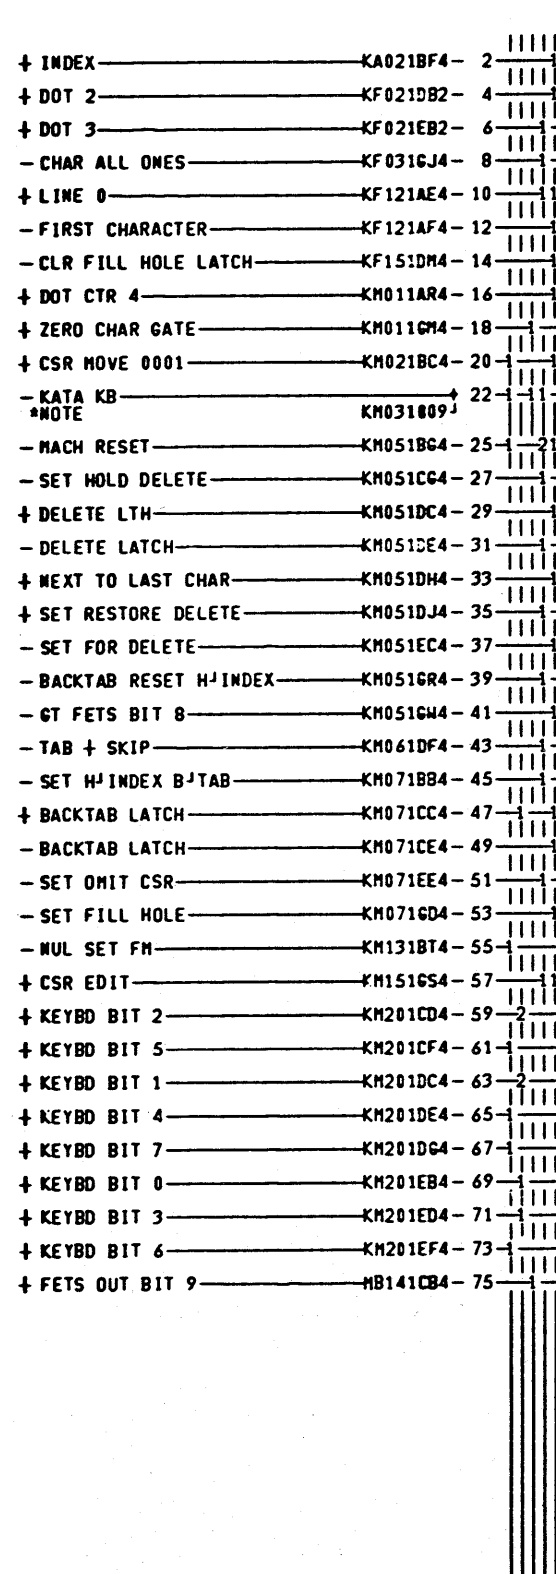 + INDEX KA021BF4- 2
+ DOT 2 KF021DB2- 4
+ DOT 3 KF021EB2- 6
- CHAR ALL ONES KF031GJ4- 8
+ LINE 0 KF121AE4- 10
- FIRST CHARACTER KF121AF4- 12
- CLR FILL HOLE LATCH KF151DM4- 14
+ DOT CTR 4 KM011AR4- 16
+ ZERO CHAR GATE KM011GM4- 18
+ CSR MOVE 0001 KM021BC4- 20
- KATA KB 22
*NOTE KM031809
- MACH RESET KM051BG4- 25
- SET HOLD DELETE KM051CG4- 27
+ DELETE LTH KM051DC4- 29
- DELETE LATCH KM051DE4- 31
+ NEXT TO LAST CHAR KM051DH4- 33
+ SET RESTORE DELETE KM051DJ4- 35
- SET FOR DELETE KM051EC4- 37
- BACKTAB RESET H┘INDEX KM051GR4- 39
- GT FETS BIT 8 KM051GW4- 41
- TAB + SKIP KM061DF4- 43
- SET H┘INDEX B┘TAB KM071BB4- 45
+ BACKTAB LATCH KM071CC4- 47
- BACKTAB LATCH KM071CE4- 49
- SET OMIT CSR KM071EE4- 51
- SET FILL HOLE KM071GD4- 53
- NUL SET FM KM131BT4- 55
+ CSR EDIT KM151GS4- 57
+ KEYBD BIT 2 KM201CD4- 59
+ KEYBD BIT 5 KM201CF4- 61
+ KEYBD BIT 1 KM201DC4- 63
+ KEYBD BIT 4 KM201DE4- 65
+ KEYBD BIT 7 KM201DG4- 67
+ KEYBD BIT 0 KM201EB4- 69
+ KEYBD BIT 3 KM201ED4- 71
+ KEYBD BIT 6 KM201EF4- 73
+ FETS OUT BIT 9 MB141CB4- 75